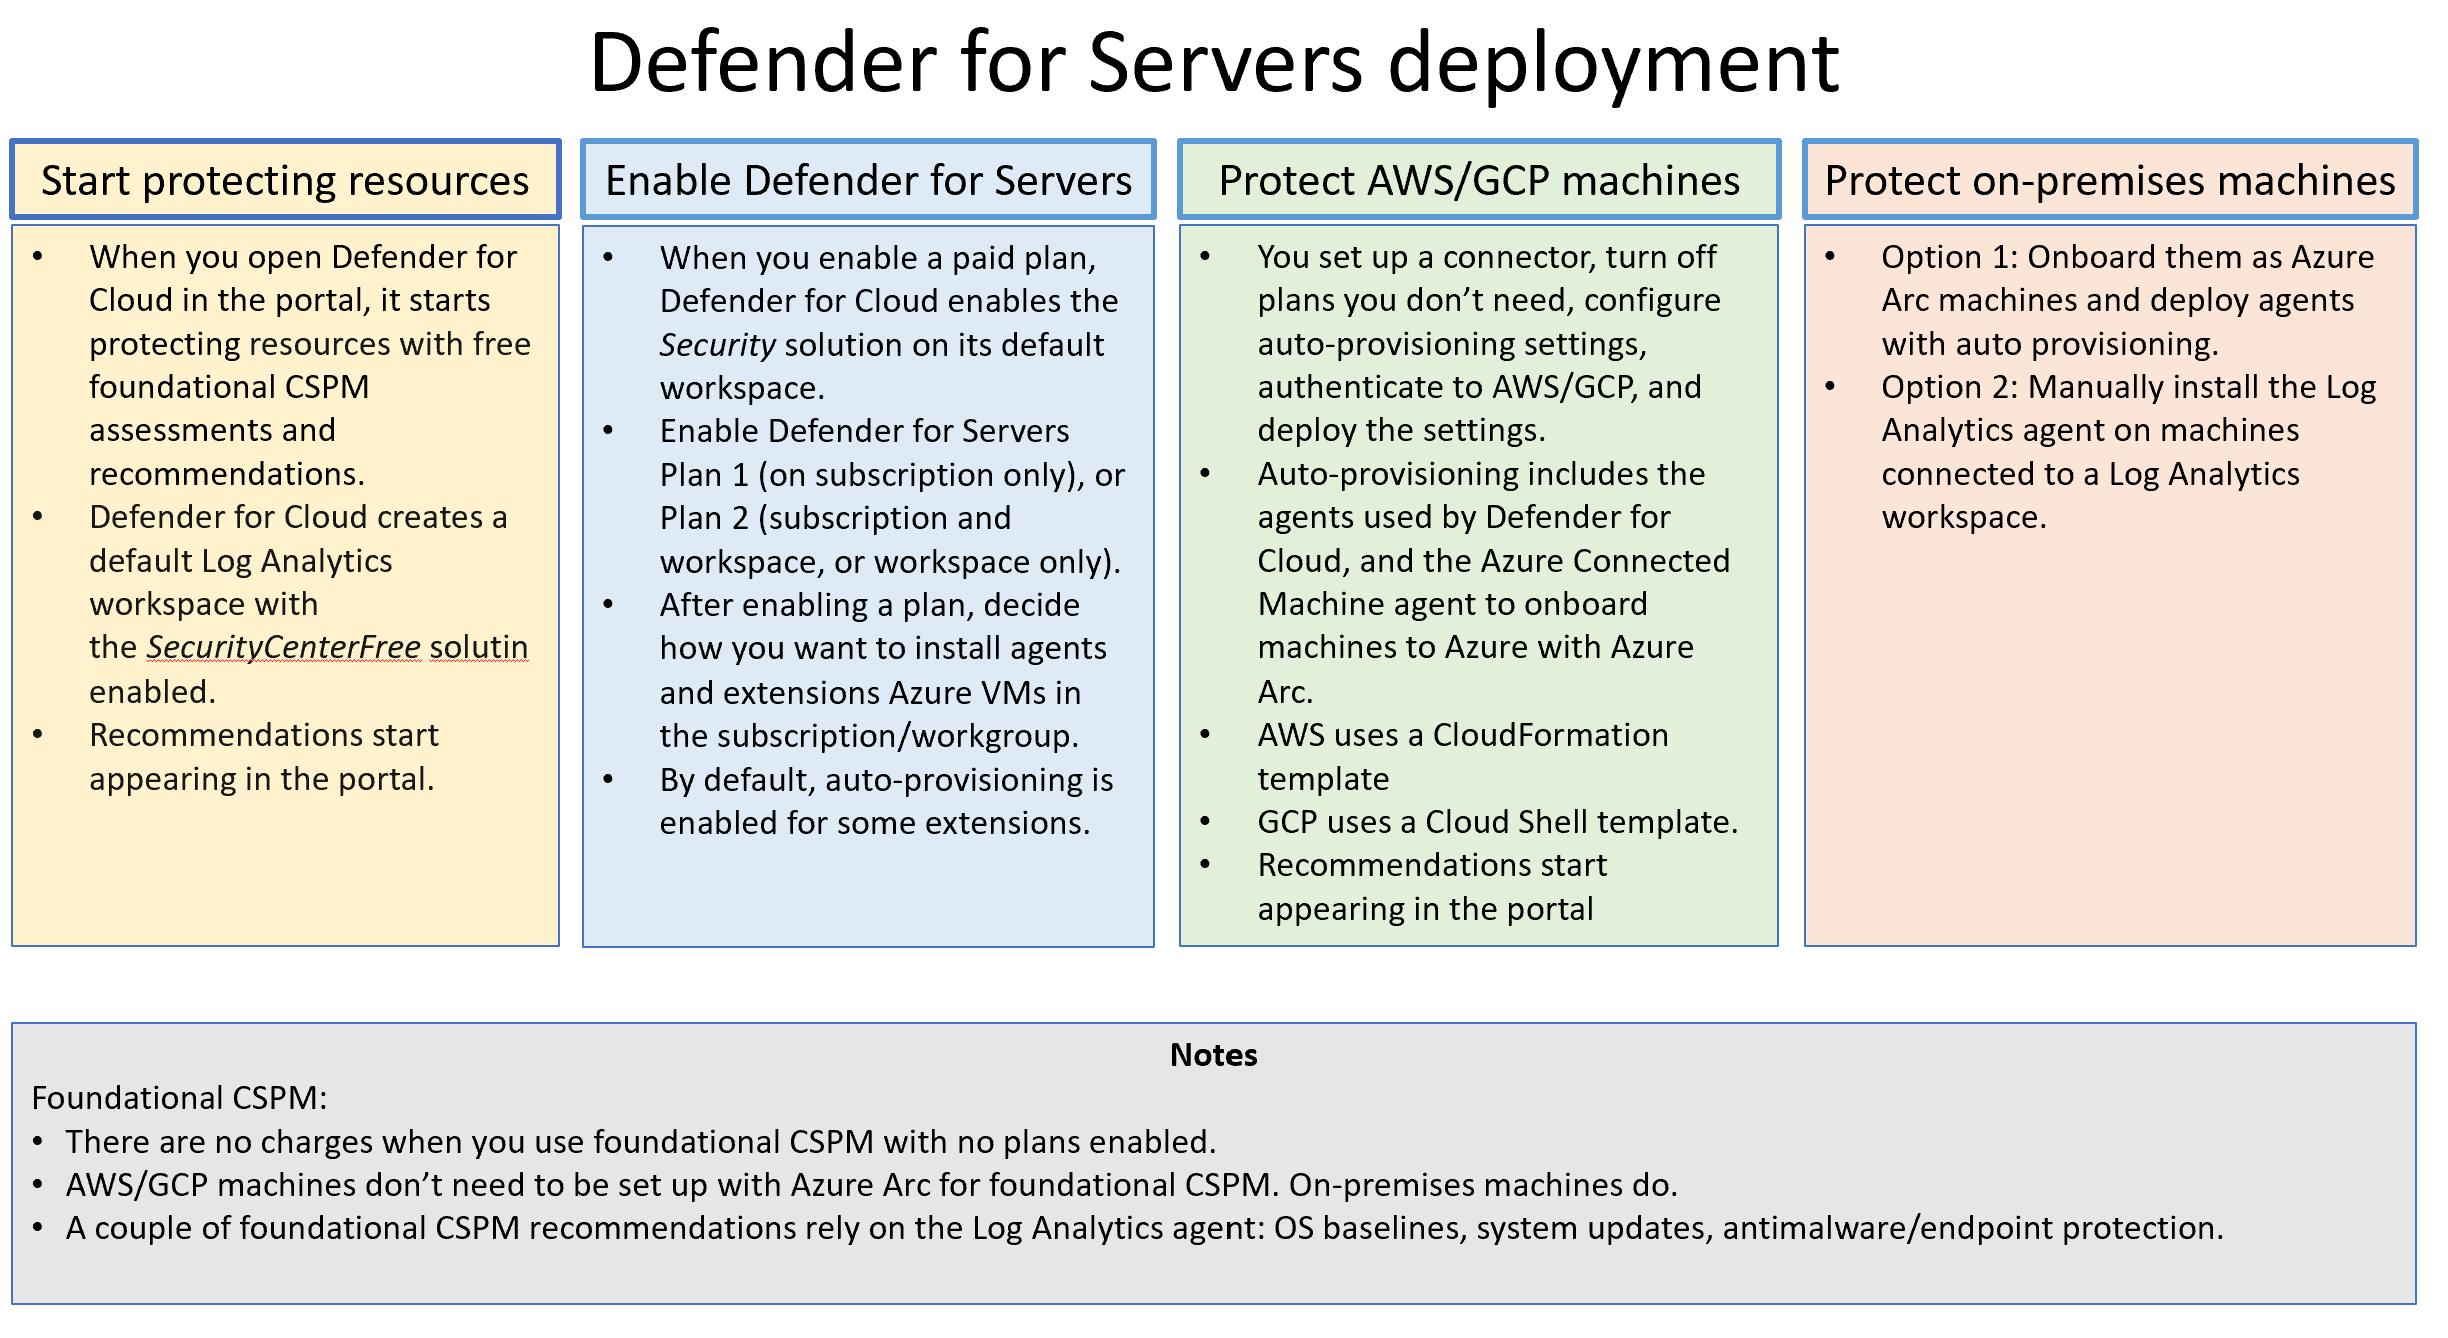 Defender for Servers deployment
Start protecting resources
• When you open Defender for
Cloud in the portal, it starts
protecting resources with free
foundational CSPM
assessments and
recommendations.
• Defender for Cloud creates a
default Log Analytics
workspace with
the SecurityCenterFree solutin
enabled.
• Recommendations start
appearing in the portal.
Enable Defender for Servers
• When you enable a paid plan,
Defender for Cloud enables the
Security solution on its default
workspace.
• Enable Defender for Servers
Plan 1 (on subscription only), or
Plan 2 (subscription and
workspace, or workspace only).
• After enabling a plan, decide
how you want to install agents
and extensions Azure VMs in
the subscription/workgroup.
• By default, auto-provisioning is
enabled for some extensions.
Protect AWS/GCP machines
• You set up a connector, turn off
plans you don’t need, configure
auto-provisioning settings,
authenticate to AWS/GCP, and
deploy the settings.
• Auto-provisioning includes the
agents used by Defender for
Cloud, and the Azure Connected
Machine agent to onboard
machines to Azure with Azure
Arc.
• AWS uses a CloudFormation
template
• GCP uses a Cloud Shell template.
• Recommendations start
appearing in the portal
Protect on-premises machines
• Option 1: Onboard them as Azure
Arc machines and deploy agents
with auto provisioning.
• Option 2: Manually install the Log
Analytics agent on machines
connected to a Log Analytics
workspace.
Notes
Foundational CSPM:
• There are no charges when you use foundational CSPM with no plans enabled.
• AWS/GCP machines don’t need to be set up with Azure Arc for foundational CSPM. On-premises machines do.
• A couple of foundational CSPM recommendations rely on the Log Analytics agent: OS baselines, system updates, antimalware/endpoint protection.